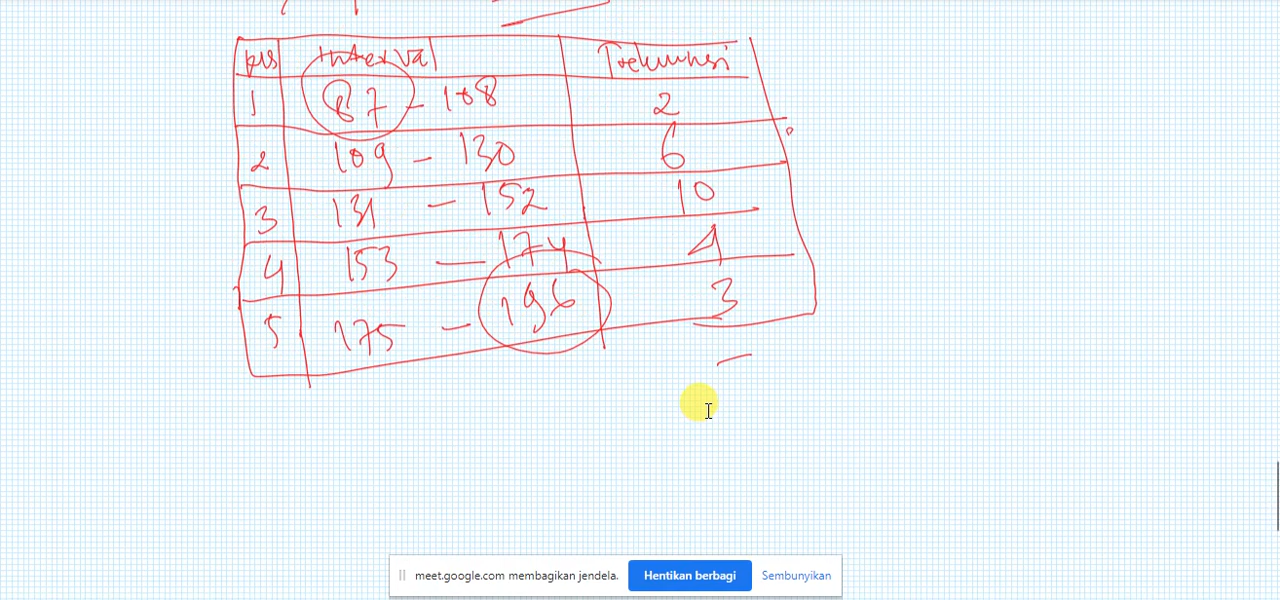 kls Interval Frekuensi
1 87 - 108 2
2 109 - 130 6
3 131 - 152 10
4 153 - 174 4
5 175 - 196 3
meet.google.com membagikan jendela. Hentikan berbagi Sembunyikan